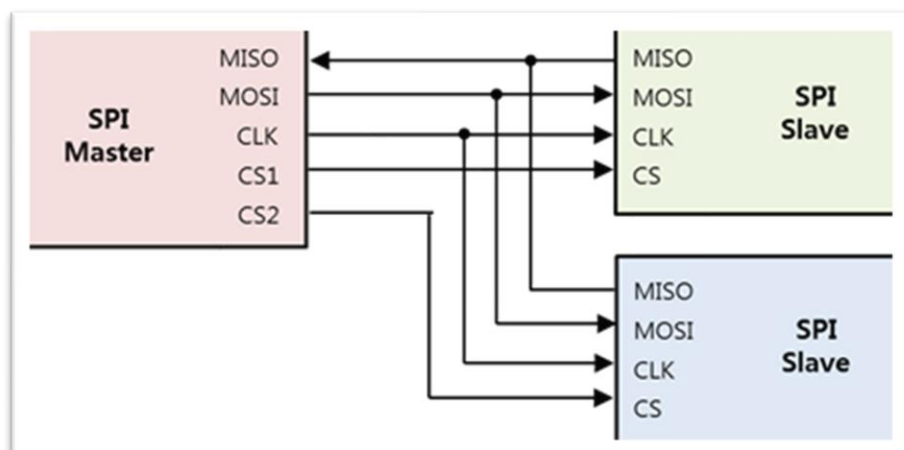 SPI
Master
MISO
MOSI
CLK
CS1
CS2
MISO
MOSI
CLK
CS
SPI
Slave
MISO
MOSI
CLK
CS
SPI
Slave